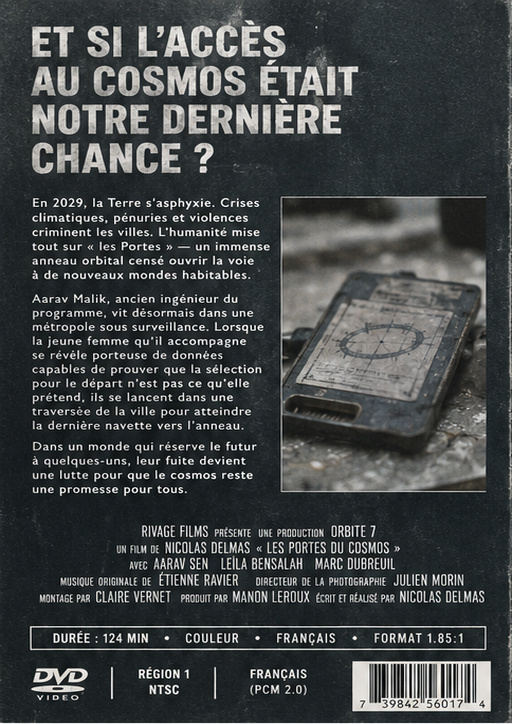 ET SI L'ACCÈS
AU COSMOS ÉTAIT
NOTRE DERNIÈRE
CHANCE ?
En 2029, la Terre s'asphyxie. Crises
climatiques, pénuries et violences
criminent les villes. L'humanité mise
tout sur « les Portes » — un immense
anneau orbital censé ouvrir la voie
à de nouveaux mondes habitables.
Aarav Malik, ancien ingénieur du
programme, vit désormais dans une
métropole sous surveillance. Lorsque
la jeune femme qu'il accompagne
se révèle porteuse de données
capables de prouver que la sélection
pour le départ n'est pas ce qu'elle
prétend, ils se lancent dans une
traversée de la ville pour atteindre
la dernière navette vers l'anneau.
Dans un monde qui réserve le futur
à quelques-uns, leur fuite devient
une lutte pour que le cosmos reste
une promesse pour tous.
RIVAGE FILMS PRÉSENTE UNE PRODUCTION ORBITE 7
UN FILM DE NICOLAS DELMAS « LES PORTES DU COSMOS »
AVEC AARAV SEN LEÏLA BENSALAH MARC DUBREUIL
MUSIQUE ORIGINALE DE ÉTIENNE RAVIER DIRECTEUR DE LA PHOTOGRAPHIE JULIEN MORIN
MONTAGE PAR CLAIRE VERNET PRODUIT PAR MANON LEROUX ÉCRIT ET RÉALISÉ PAR NICOLAS DELMAS
DURÉE : 124 MIN • COULEUR • FRANÇAIS • FORMAT 1.85:1
DVD VIDEO
RÉGION 1
NTSC
FRANÇAIS
(PCM 2.0)
7 39842 56017 4